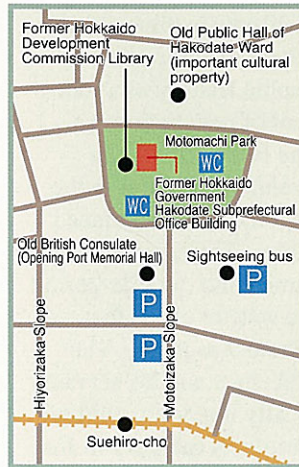 Former Hokkaido
Development
Commission Library
Old Public Hall of
Hakodate Ward
(important cultural
property)
Motomachi Park
WC
Former Hokkaido
Government
Hakodate Subprefectural
Office Building
WC
Old British Consulate
(Opening Port Memorial Hall)
Sightseeing bus
P
P
P
Hiyorizaka Slope
Motoizaka Slope
Suehiro-cho